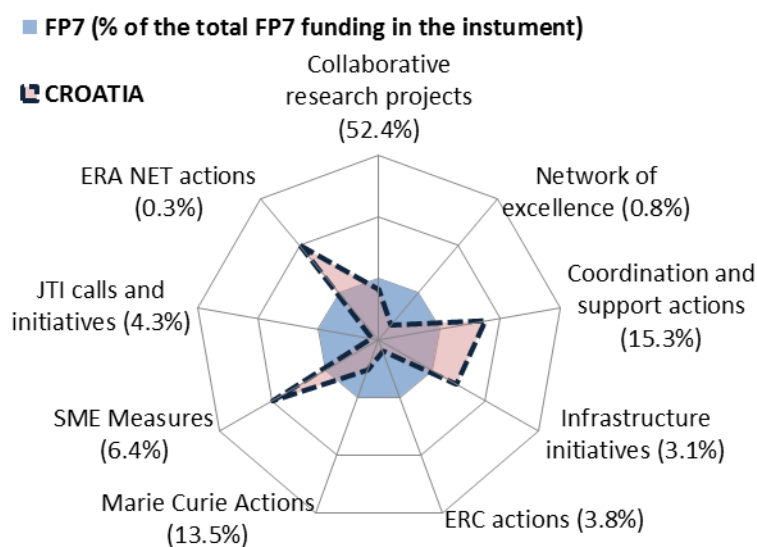 FP7 (% of the total FP7 funding in the instument)
CROATIA
Collaborative
research projects
(52.4%)
Network of
excellence (0.8%)
Coordination and
support actions
(15.3%)
Infrastructure
initiatives (3.1%)
ERC actions (3.8%)
Marie Curie Actions
(13.5%)
SME Measures
(6.4%)
JTI calls and
initiatives (4.3%)
ERA NET actions
(0.3%)